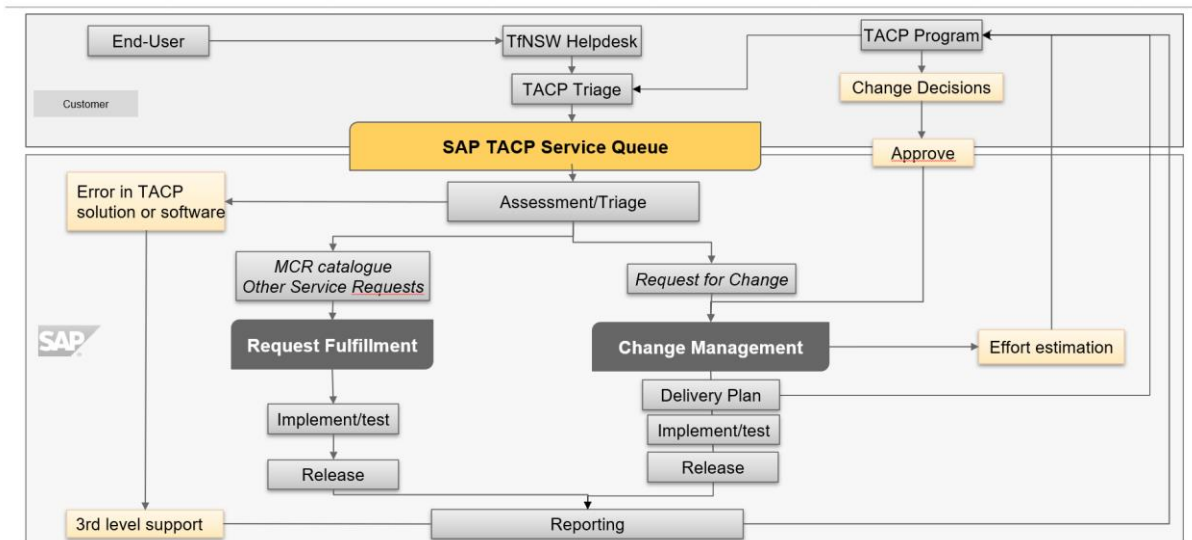 End-User
TfNSW Helpdesk
TACP Program
TACP Triage
Change Decisions
Customer
SAP TACP Service Queue
Approve
Error in TACP
solution or software
Assessment/Triage
MCR catalogue
Other Service Requests
Request for Change
SAP
Request Fulfillment
Change Management
Effort estimation
Delivery Plan
Implement/test
Implement/test
Release
Release
3rd level support
Reporting